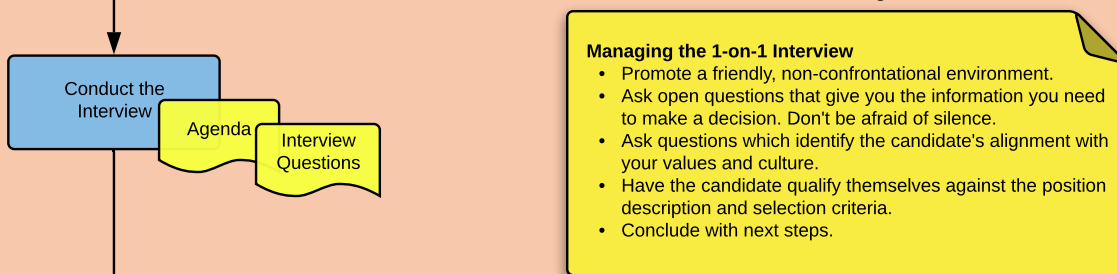 Conduct the
Interview
Agenda
Interview
Questions
Managing the 1-on-1 Interview
• Promote a friendly, non-confrontational environment.
• Ask open questions that give you the information you need
to make a decision. Don't be afraid of silence.
• Ask questions which identify the candidate's alignment with
your values and culture.
• Have the candidate qualify themselves against the position
description and selection criteria.
• Conclude with next steps.